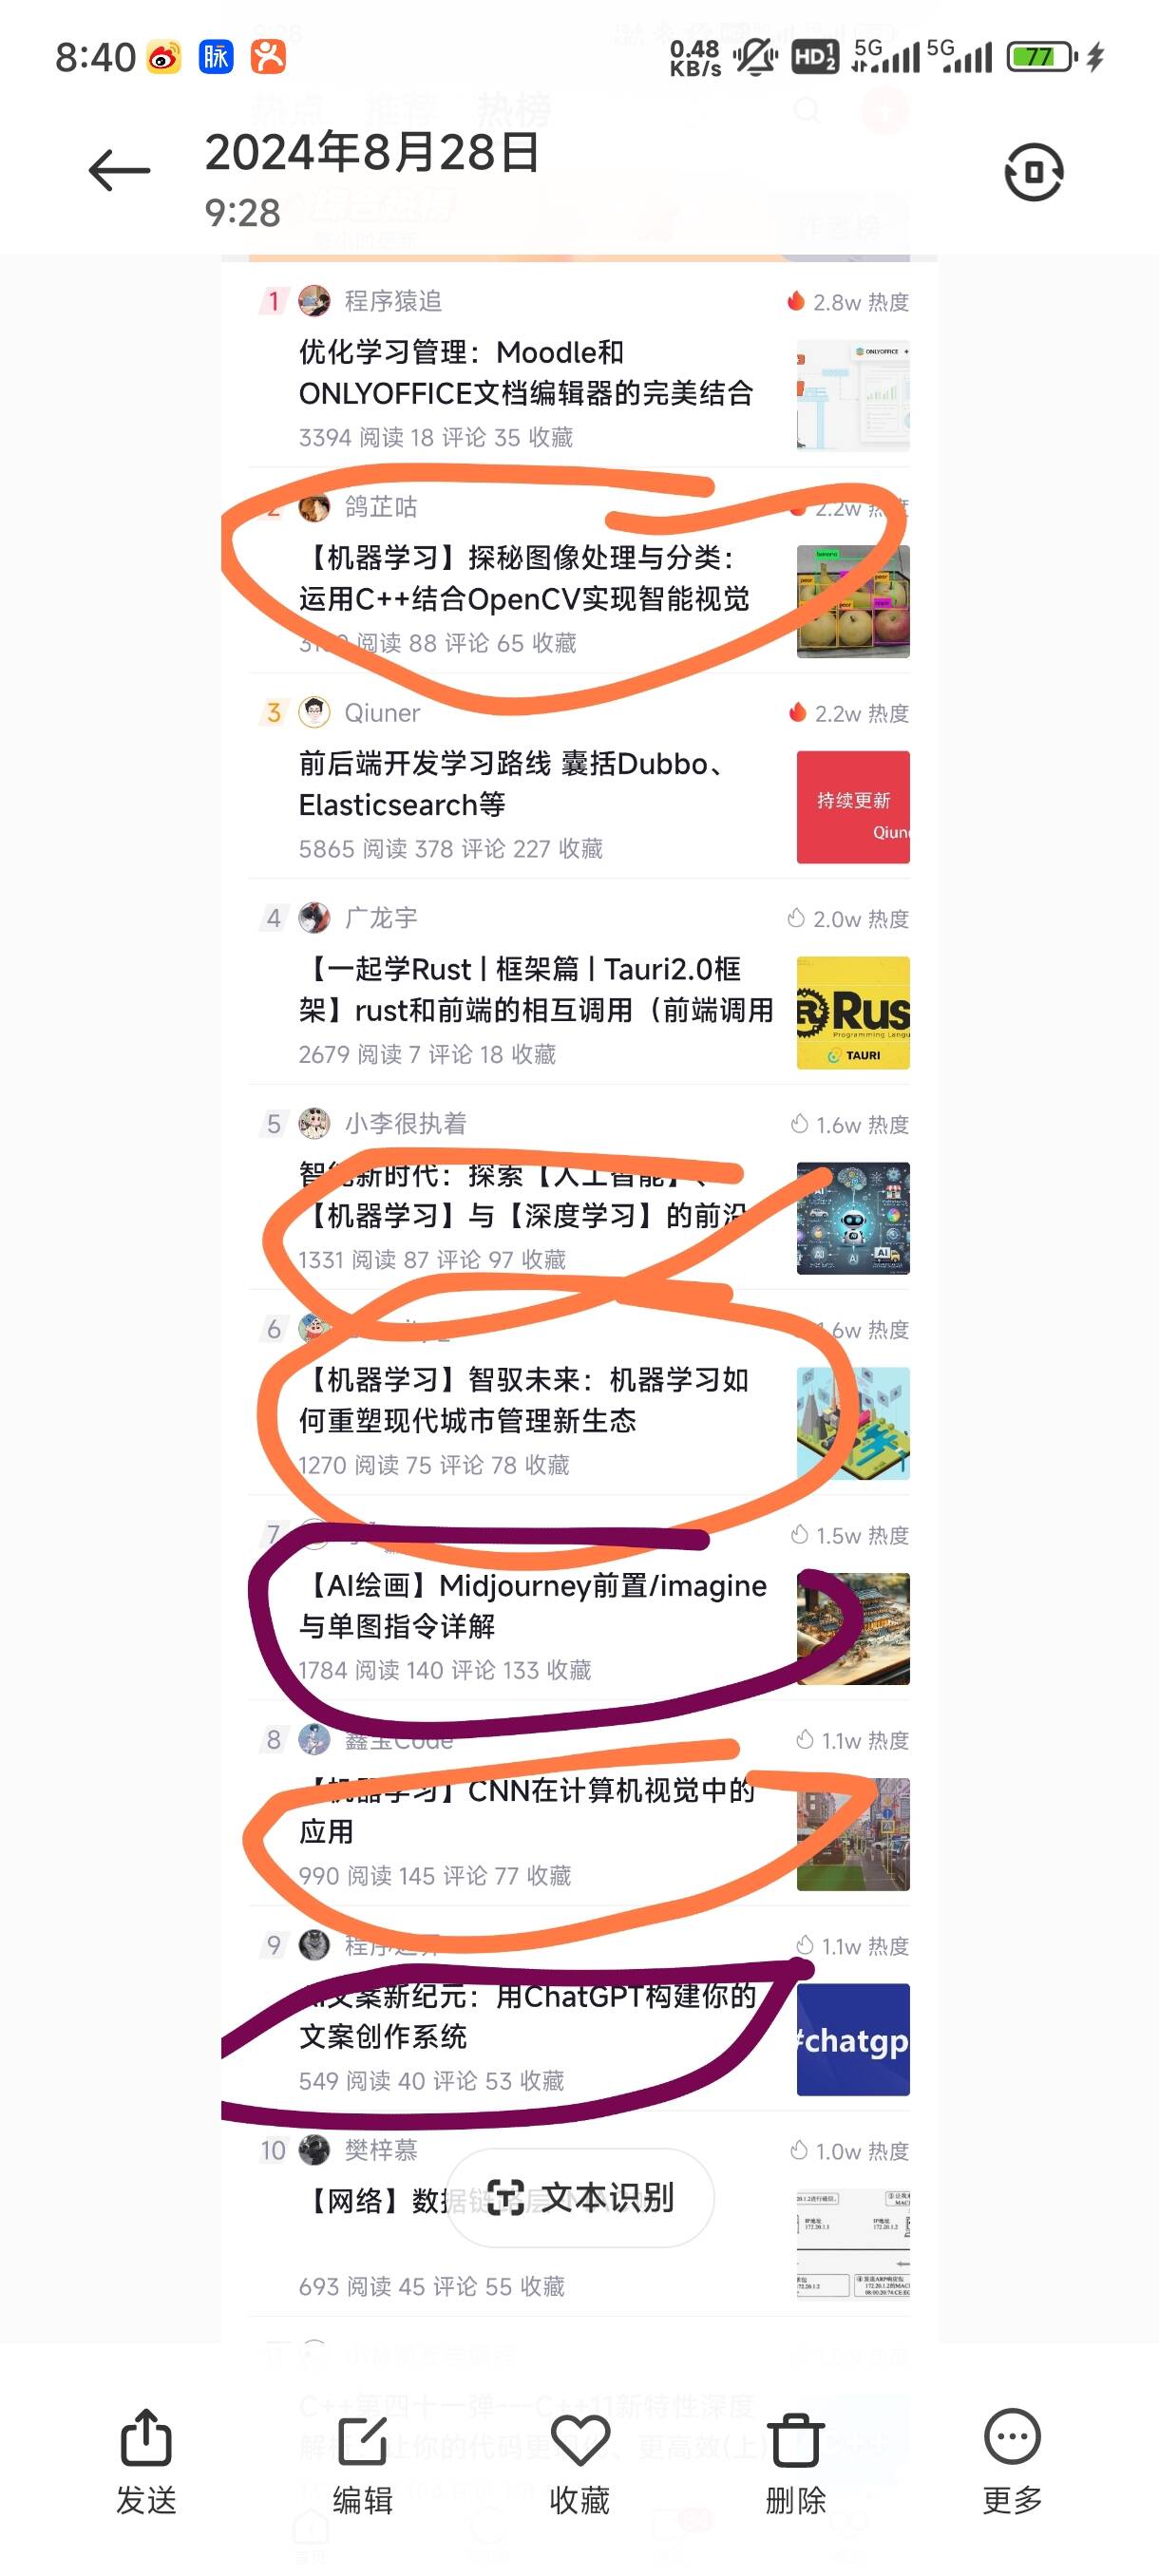 8:40
脉
0.48
KB/s
HD 1 2
5G
5G
77
2024年8月28日
9:28
1 程序猿追 2.8w 热度
优化学习管理：Moodle和
ONLYOFFICE文档编辑器的完美结合
ONLYOFFICE
3394 阅读 18 评论 35 收藏
2 鸽芷咕 2.2w 热度
【机器学习】探秘图像处理与分类：
运用C++结合OpenCV实现智能视觉
阅读 88 评论 65 收藏
3 Qiuner 2.2w 热度
前后端开发学习路线 囊括Dubbo、
Elasticsearch等
持续更新
Qiun
5865 阅读 378 评论 227 收藏
4 广龙宇 2.0w 热度
【一起学Rust | 框架篇 | Tauri2.0框
架】rust和前端的相互调用（前端调用
Rus
Programming Langu
TAURI
2679 阅读 7 评论 18 收藏
5 小李很执着 1.6w 热度
智能新时代：探索【人工智能】、
【机器学习】与【深度学习】的前沿
1331 阅读 87 评论 97 收藏
6 1.6w 热度
【机器学习】智驭未来：机器学习如
何重塑现代城市管理新生态
1270 阅读 75 评论 78 收藏
7 1.5w 热度
【AI绘画】Midjourney前置/imagine
与单图指令详解
1784 阅读 140 评论 133 收藏
8 鑫宝Code 1.1w 热度
【机器学习】CNN在计算机视觉中的
应用
990 阅读 145 评论 77 收藏
9 1.1w 热度
AI文案新纪元：用ChatGPT构建你的
文案创作系统
#chatgp
549 阅读 40 评论 53 收藏
10 樊梓慕 1.0w 热度
【网络】数据链路层
文本识别
693 阅读 45 评论 55 收藏
发送
编辑
收藏
删除
更多